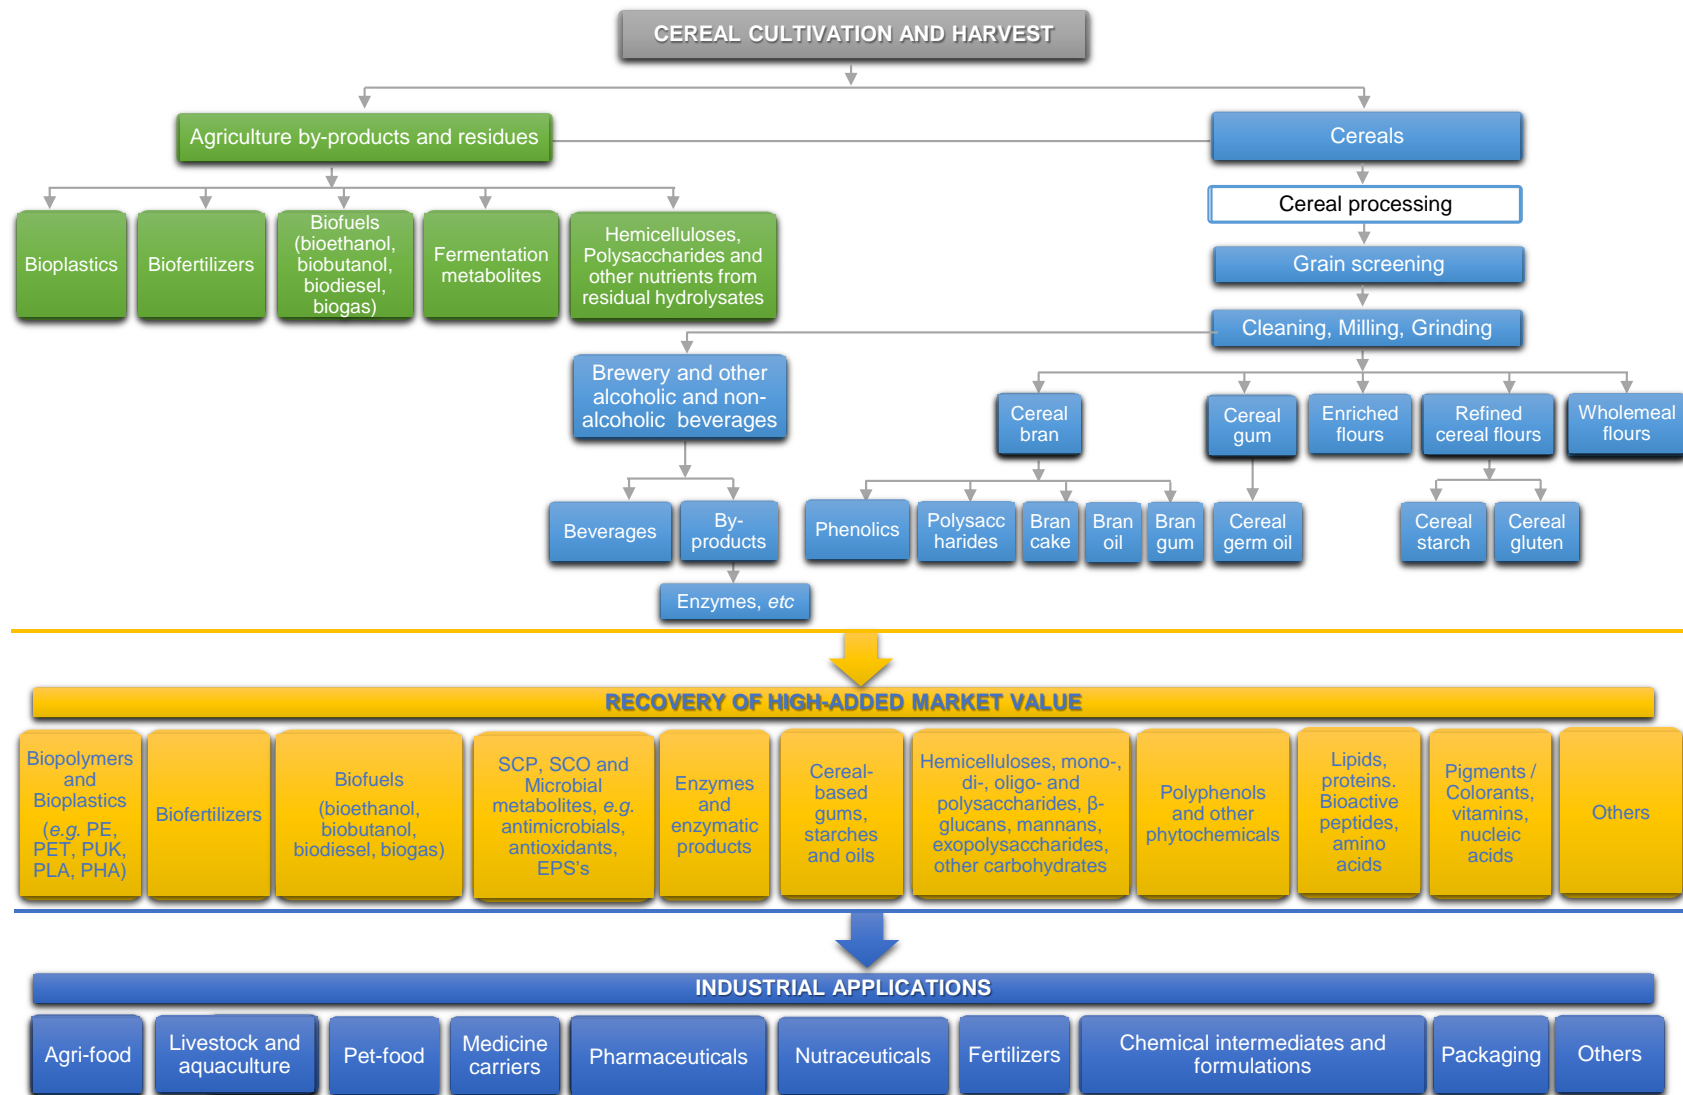 CEREAL CULTIVATION AND HARVEST
Agriculture by-products and residues
Cereals
Cereal processing
Grain screening
Cleaning, Milling, Grinding
Bioplastics
Biofertilizers
Biofuels
(bioethanol,
biobutanol,
biodiesel,
biogas)
Fermentation
metabolites
Hemicelluloses,
Polysaccharides and
other nutrients from
residual hydrolysates
Brewery and other
alcoholic and non-
alcoholic beverages
Cereal
bran
Cereal
gum
Enriched
flours
Refined
cereal flours
Wholemeal
flours
Beverages
By-
products
Phenolics
Polysacc
harides
Bran
cake
Bran
oil
Bran
gum
Cereal
germ oil
Cereal
starch
Cereal
gluten
Enzymes, etc
RECOVERY OF HIGH-ADDED MARKET VALUE
Biopolymers
and
Bioplastics
(e.g. PE,
PET, PUK,
PLA, PHA)
Biofertilizers
Biofuels
(bioethanol,
biobutanol,
biodiesel, biogas)
SCP, SCO and
Microbial
metabolites, e.g.
antimicrobials,
antioxidants,
EPS's
Enzymes
and
enzymatic
products
Cereal-
based
gums,
starches
and oils
Hemicelluloses, mono-,
di-, oligo- and
polysaccharides, β-
glucans, mannans,
exopolysaccharides,
other carbohydrates
Polyphenols
and other
phytochemicals
Lipids,
proteins.
Bioactive
peptides,
amino
acids
Pigments /
Colorants,
vitamins,
nucleic
acids
Others
INDUSTRIAL APPLICATIONS
Agri-food
Livestock and
aquaculture
Pet-food
Medicine
carriers
Pharmaceuticals
Nutraceuticals
Fertilizers
Chemical intermediates and
formulations
Packaging
Others